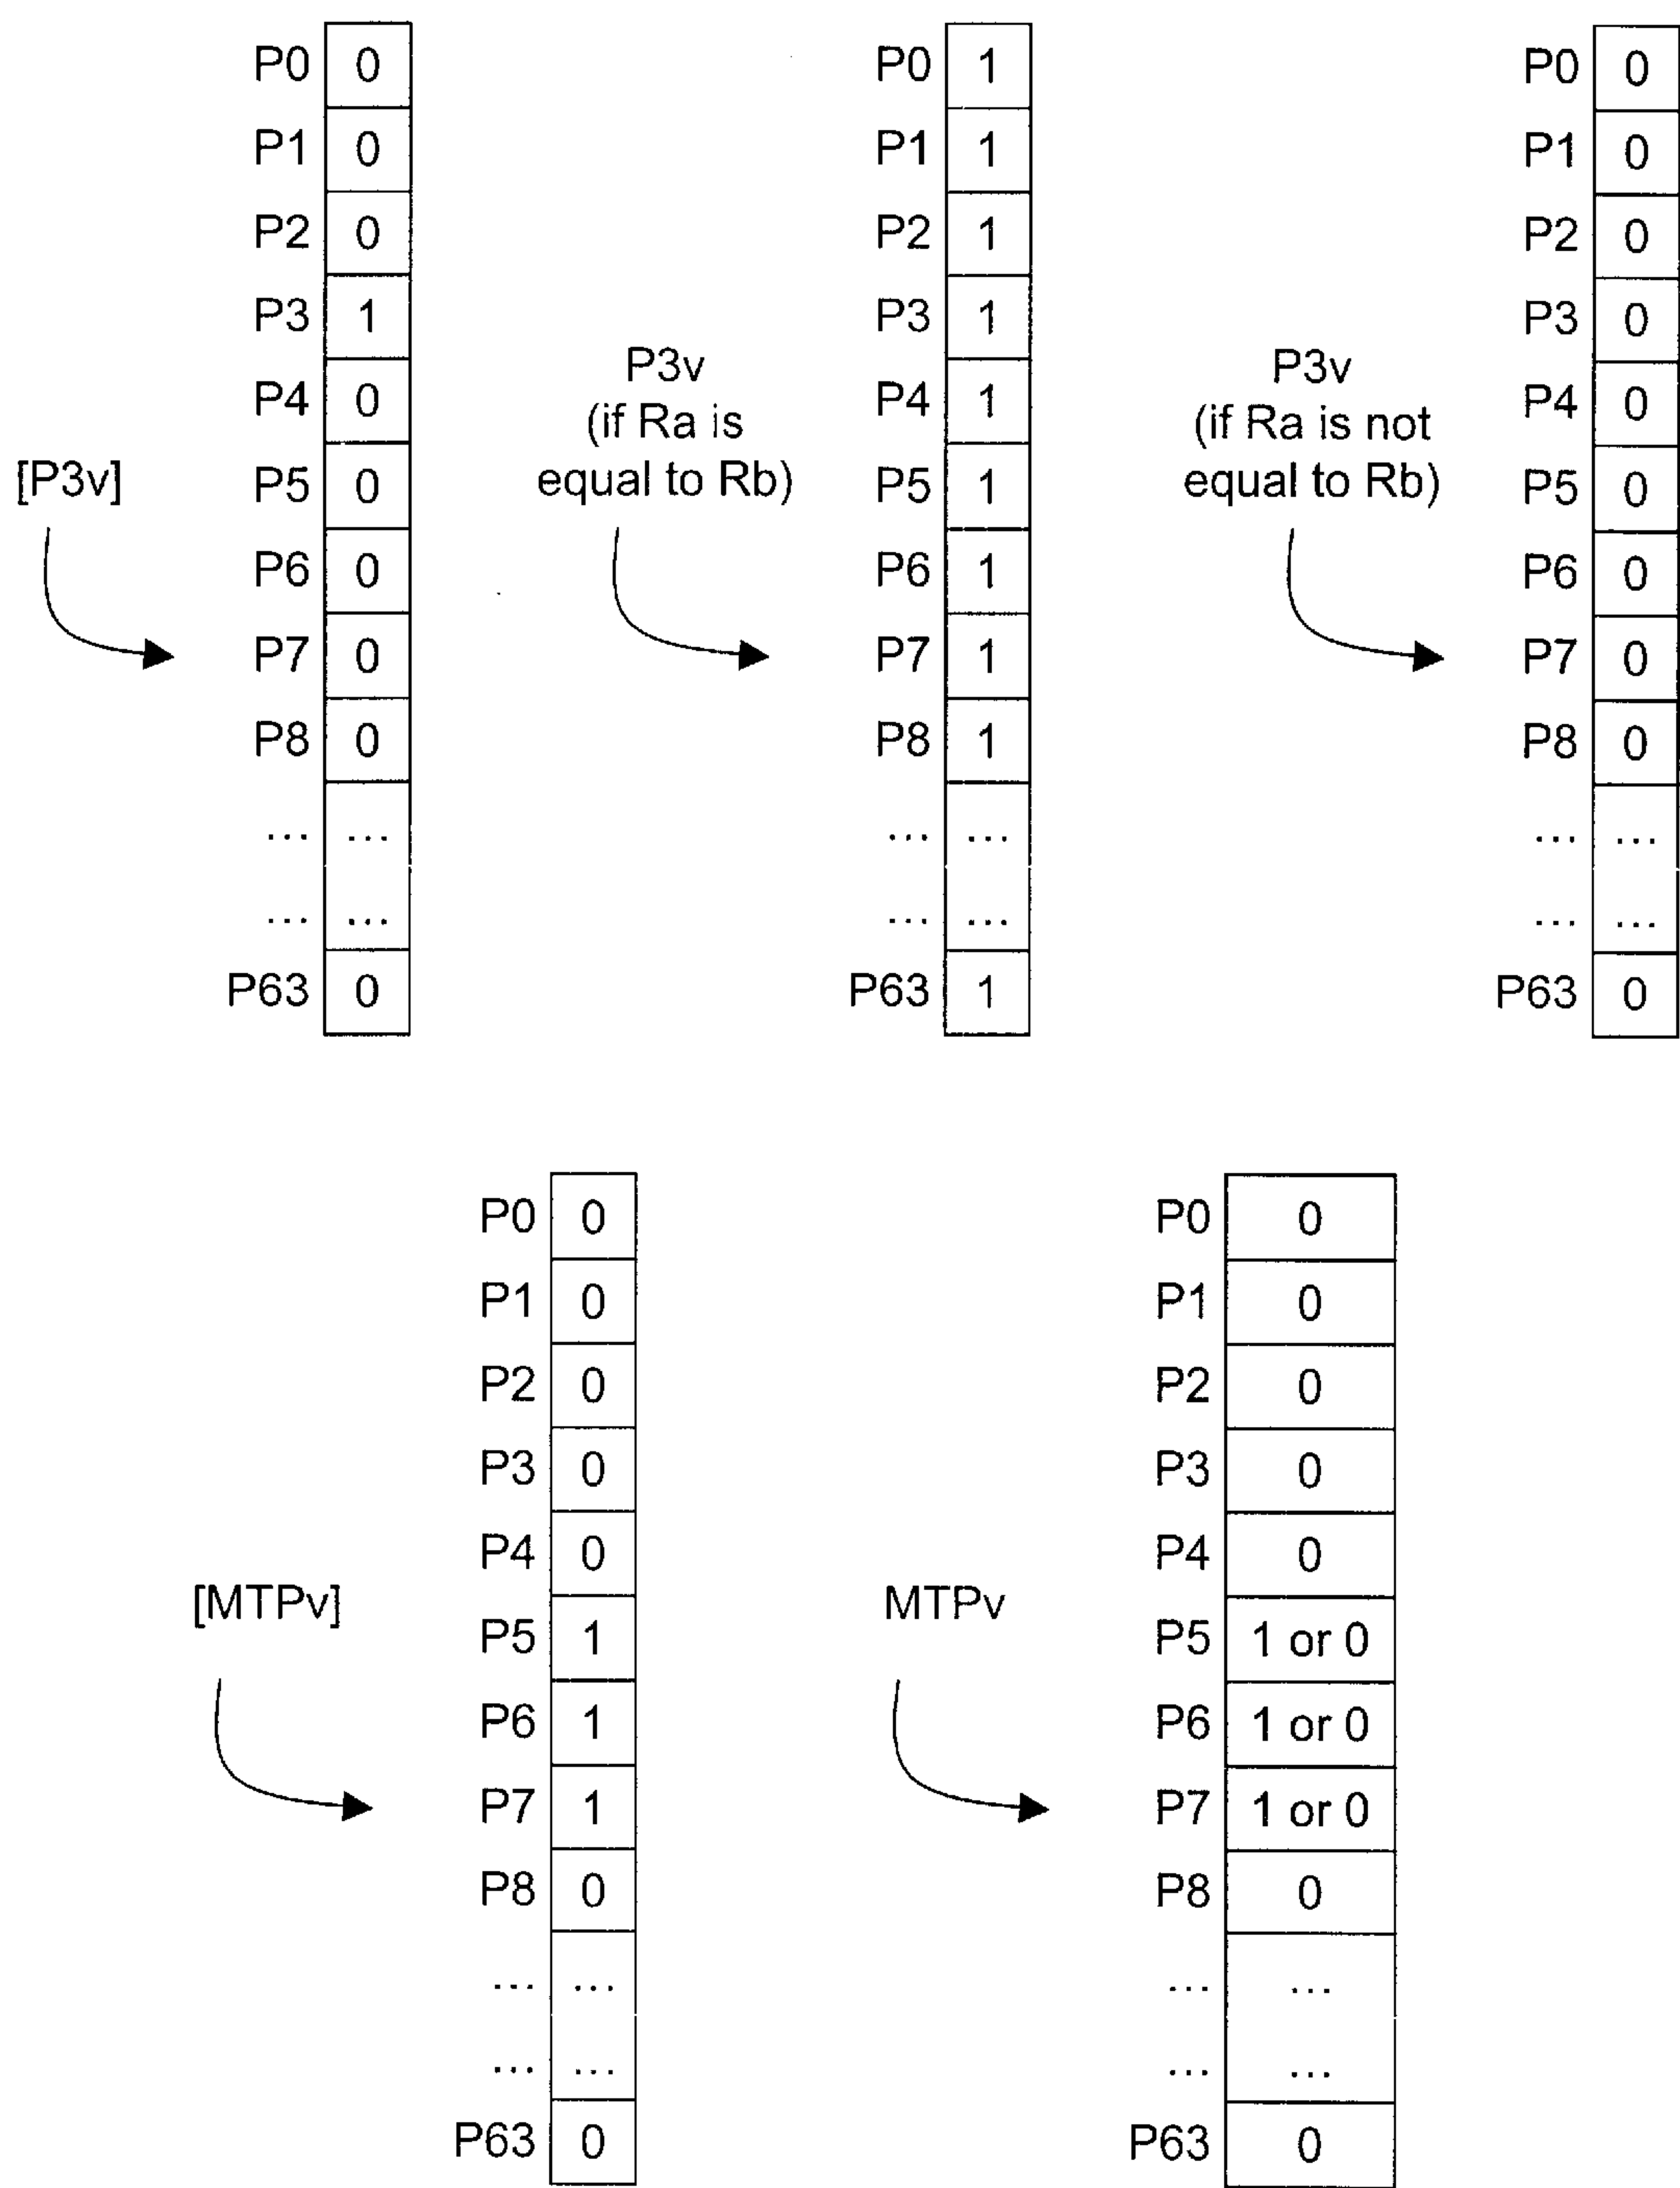 P0 0 P0 1 P0 0
P1 0 P1 1 P1 0
P2 0 P2 1 P2 0
P3 1 P3 1 P3 0
P3v P3v
P4 0 (if Ra is P4 1 (if Ra is not P4 0
[P3v] P5 0 equal to Rb) P5 1 equal to Rb) P5 0
P6 0 P6 1 P6 0
P7 0 P7 1 P7 0
P8 0 P8 1 P8 0
... ... ... ... ... ...
... ... ... ... ... ...
P63 0 P63 1 P63 0
P0 0 P0 0
P1 0 P1 0
P2 0 P2 0
P3 0 P3 0
P4 0 P4 0
[MTPv] MTPv
P5 1 P5 1 or 0
P6 1 P6 1 or 0
P7 1 P7 1 or 0
P8 0 P8 0
... ... ... ...
... ... ... ...
P63 0 P63 0